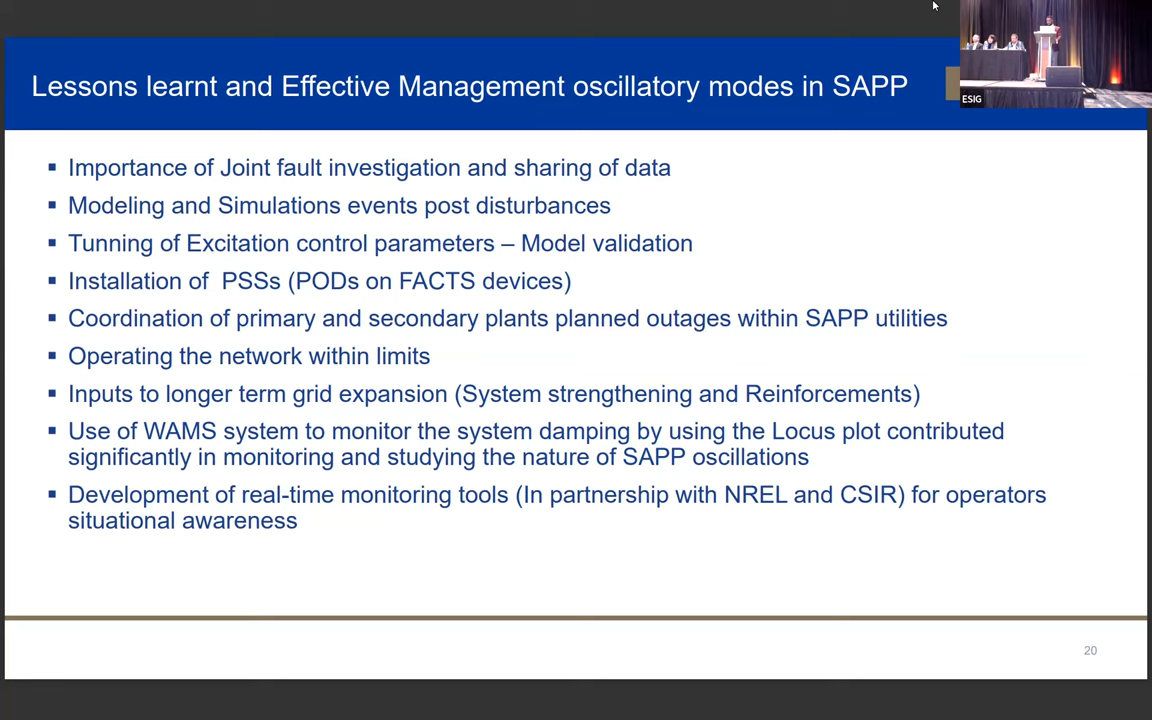 Lessons learnt and Effective Management oscillatory modes in SAPP
ESIG
▪ Importance of Joint fault investigation and sharing of data
▪ Modeling and Simulations events post disturbances
▪ Tunning of Excitation control parameters – Model validation
▪ Installation of  PSSs (PODs on FACTS devices)
▪ Coordination of primary and secondary plants planned outages within SAPP utilities
▪ Operating the network within limits
▪ Inputs to longer term grid expansion (System strengthening and Reinforcements)
▪ Use of WAMS system to monitor the system damping by using the Locus plot contributed
significantly in monitoring and studying the nature of SAPP oscillations
▪ Development of real-time monitoring tools (In partnership with NREL and CSIR) for operators
situational awareness
20